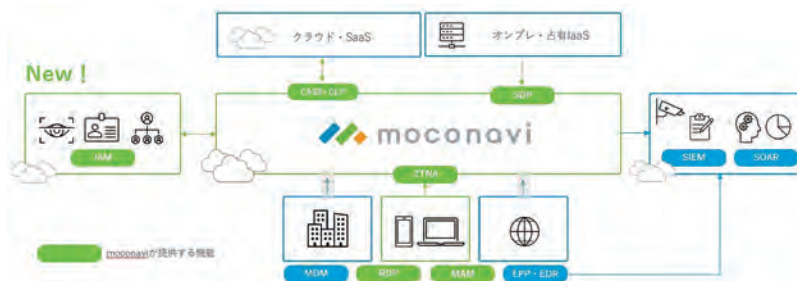 クラウド・SaaS
オンプレ・占有IaaS
New！
CASB+DLP
SDP
moconavi
IAM
SIEM
SOAR
ZTNA
MDM
RBI
MAM
EPP・EDR
moconaviが提供する機能